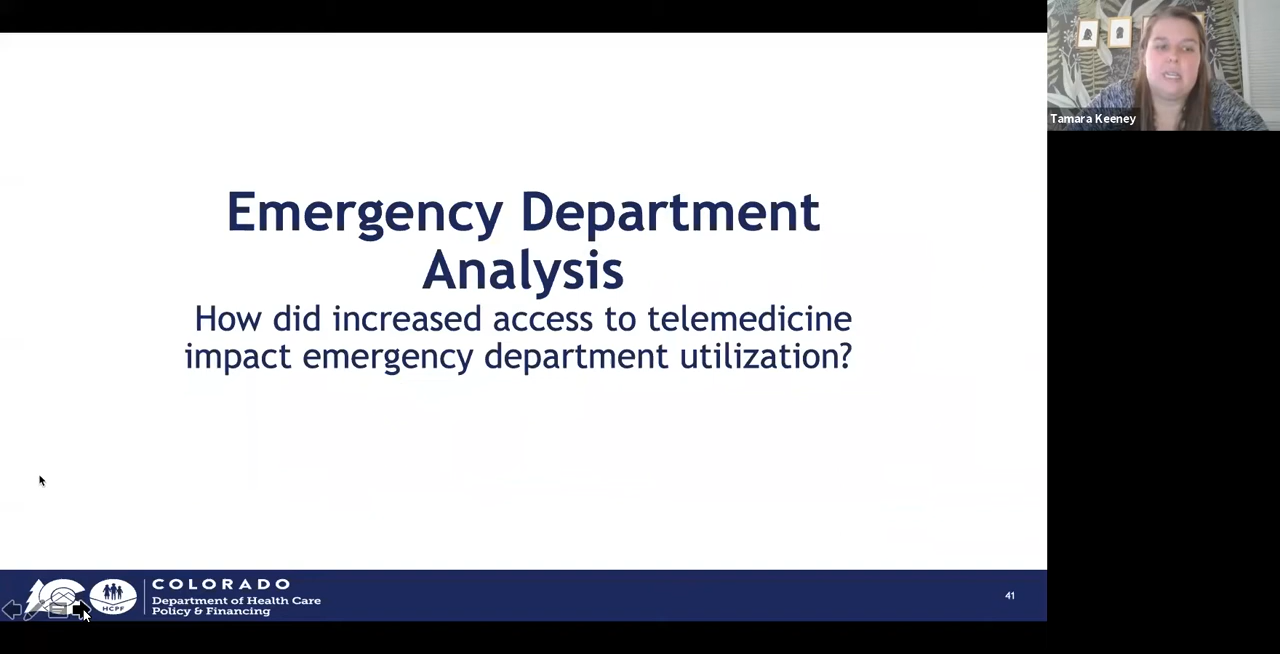 Emergency Department
Analysis
How did increased access to telemedicine
impact emergency department utilization?
Tamara Keeney
HCPF
COLORADO
Department of Health Care
Policy & Financing
41